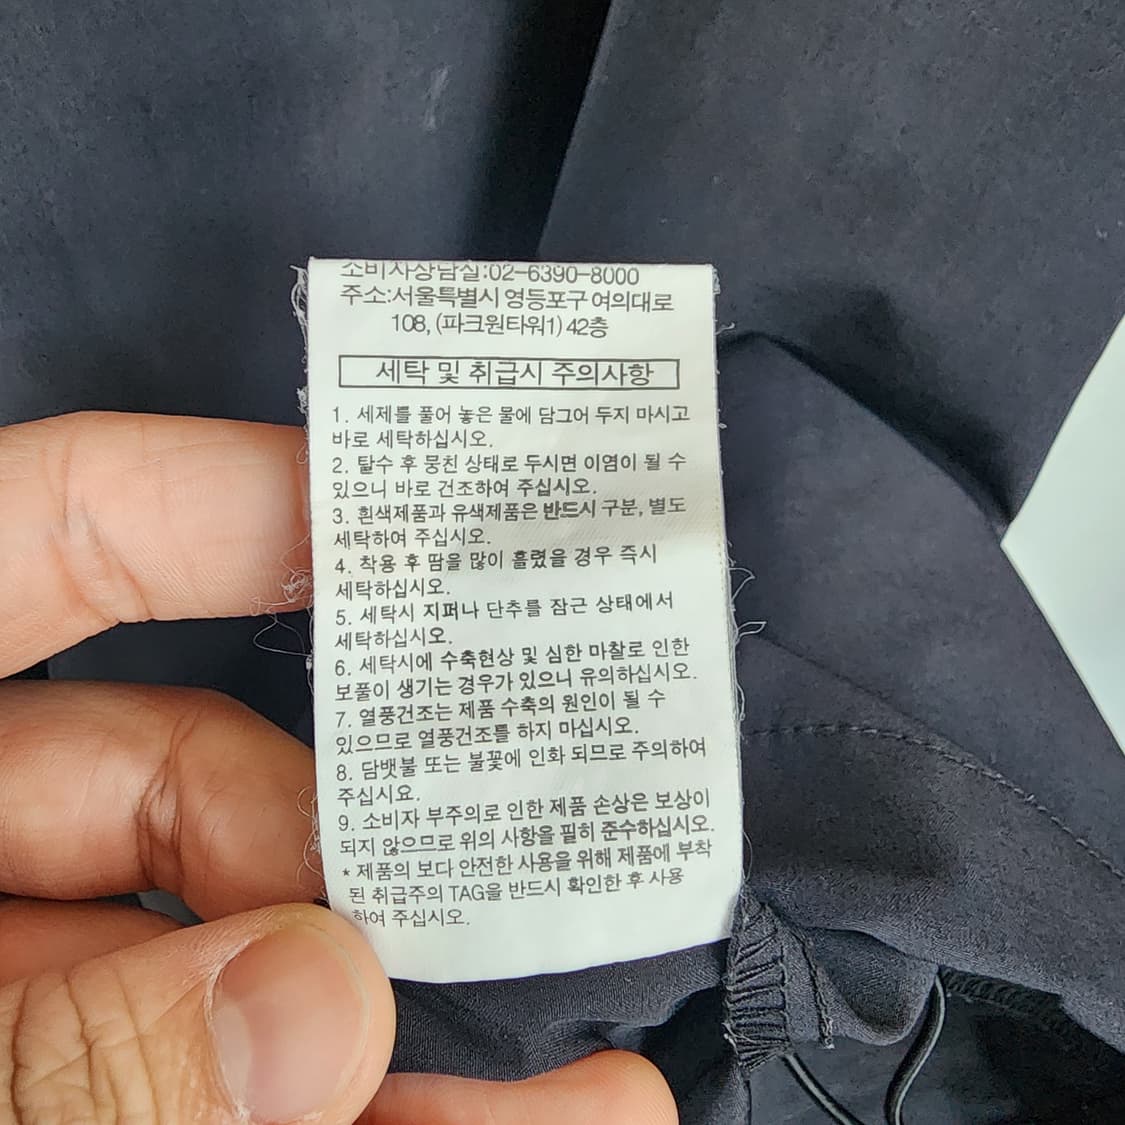 소비자상담실:02-6390-8000
주소:서울특별시 영등포구 여의대로
108, (파크원타워1) 42층
세탁 및 취급시 주의사항
1. 세제를 풀어 놓은 물에 담그어 두지 마시고
바로 세탁하십시오.
2. 탈수 후 뭉친 상태로 두시면 이염이 될 수
있으니 바로 건조하여 주십시오.
3. 흰색제품과 유색제품은 반드시 구분, 별도
세탁하여 주십시오.
4. 착용 후 땀을 많이 흘렸을 경우 즉시
세탁하십시오.
5. 세탁시 지퍼나 단추를 잠근 상태에서
세탁하십시오.
6. 세탁시에 수축현상 및 심한 마찰로 인한
보풀이 생기는 경우가 있으니 유의하십시오.
7. 열풍건조는 제품 수축의 원인이 될 수
있으므로 열풍건조를 하지 마십시오.
8. 담뱃불 또는 불꽃에 인화 되므로 주의하여
주십시요.
9. 소비자 부주의로 인한 제품 손상은 보상이
되지 않으므로 위의 사항을 필히 준수하십시오.
* 제품의 보다 안전한 사용을 위해 제품에 부착
된 취급주의 TAG을 반드시 확인한 후 사용
하여 주십시오.